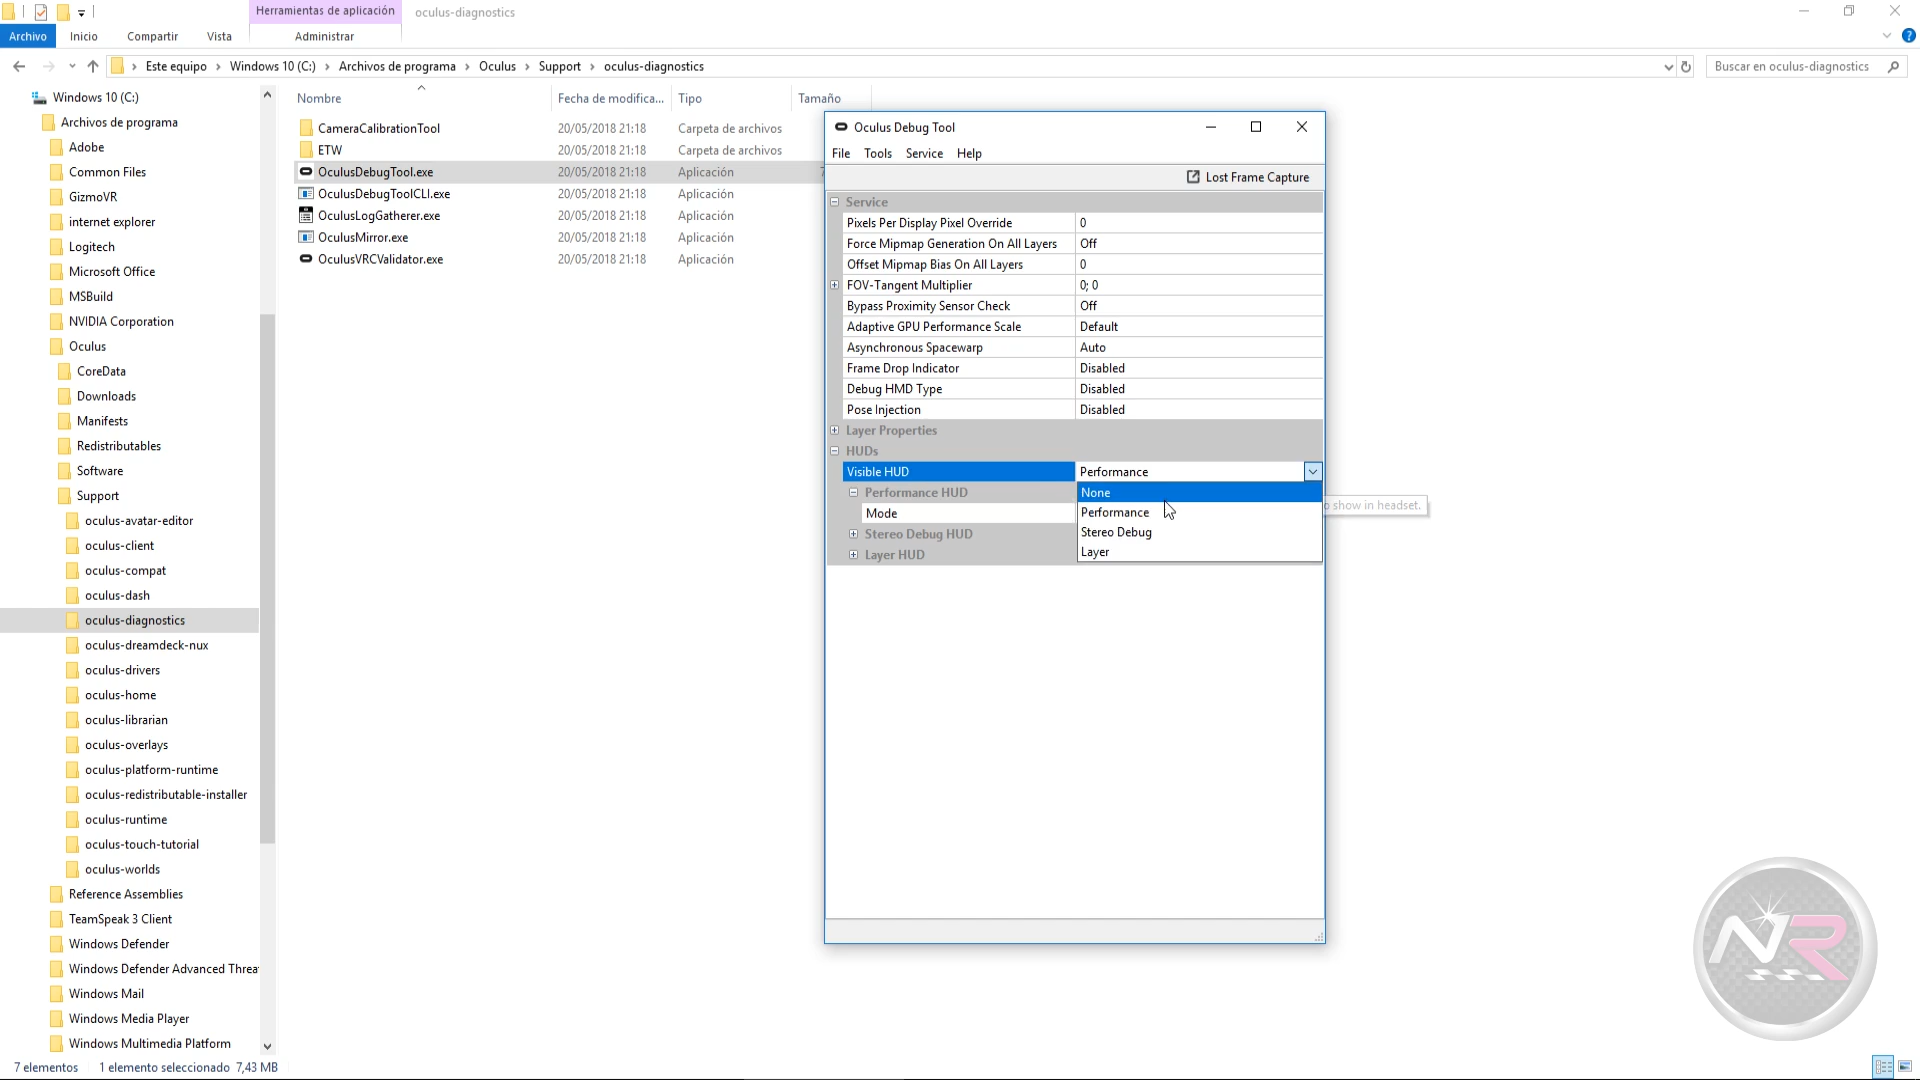 Herramientas de aplicación
oculus-diagnostics
Archivo
Inicio
Compartir
Vista
Administrar
Este equipo
Windows 10 (C:)
Archivos de programa
Oculus
Support
oculus-diagnostics
Buscar en oculus-diagnostics
Windows 10 (C:)
Archivos de programa
Adobe
Common Files
GizmoVR
internet explorer
Logitech
Microsoft Office
MSBuild
NVIDIA Corporation
Oculus
CoreData
Downloads
Manifests
Redistributables
Software
Support
oculus-avatar-editor
oculus-client
oculus-compat
oculus-dash
oculus-diagnostics
oculus-dreamdeck-nux
oculus-drivers
oculus-home
oculus-librarian
oculus-overlays
oculus-platform-runtime
oculus-redistributable-installer
oculus-runtime
oculus-touch-tutorial
oculus-worlds
Reference Assemblies
TeamSpeak 3 Client
Windows Defender
Windows Defender Advanced Threa
Windows Mail
Windows Media Player
Windows Multimedia Platform
Nombre Fecha de modifica... Tipo Tamaño
CameraCalibrationTool 20/05/2018 21:18 Carpeta de archivos
ETW 20/05/2018 21:18 Carpeta de archivos
OculusDebugTool.exe 20/05/2018 21:18 Aplicación 7
OculusDebugToolCLI.exe 20/05/2018 21:18 Aplicación
OculusLogGatherer.exe 20/05/2018 21:18 Aplicación
OculusMirror.exe 20/05/2018 21:18 Aplicación
OculusVRCValidator.exe 20/05/2018 21:18 Aplicación
Oculus Debug Tool
File Tools Service Help
Lost Frame Capture
Service
Pixels Per Display Pixel Override 0
Force Mipmap Generation On All Layers Off
Offset Mipmap Bias On All Layers 0
FOV-Tangent Multiplier 0; 0
Bypass Proximity Sensor Check Off
Adaptive GPU Performance Scale Default
Asynchronous Spacewarp Auto
Frame Drop Indicator Disabled
Debug HMD Type Disabled
Pose Injection Disabled
Layer Properties
HUDs
Visible HUD Performance
Performance HUD
Mode
Stereo Debug HUD
Layer HUD
None
Performance
Stereo Debug
Layer
o show in headset.
NR
7 elementos 1 elemento seleccionado 7,43 MB